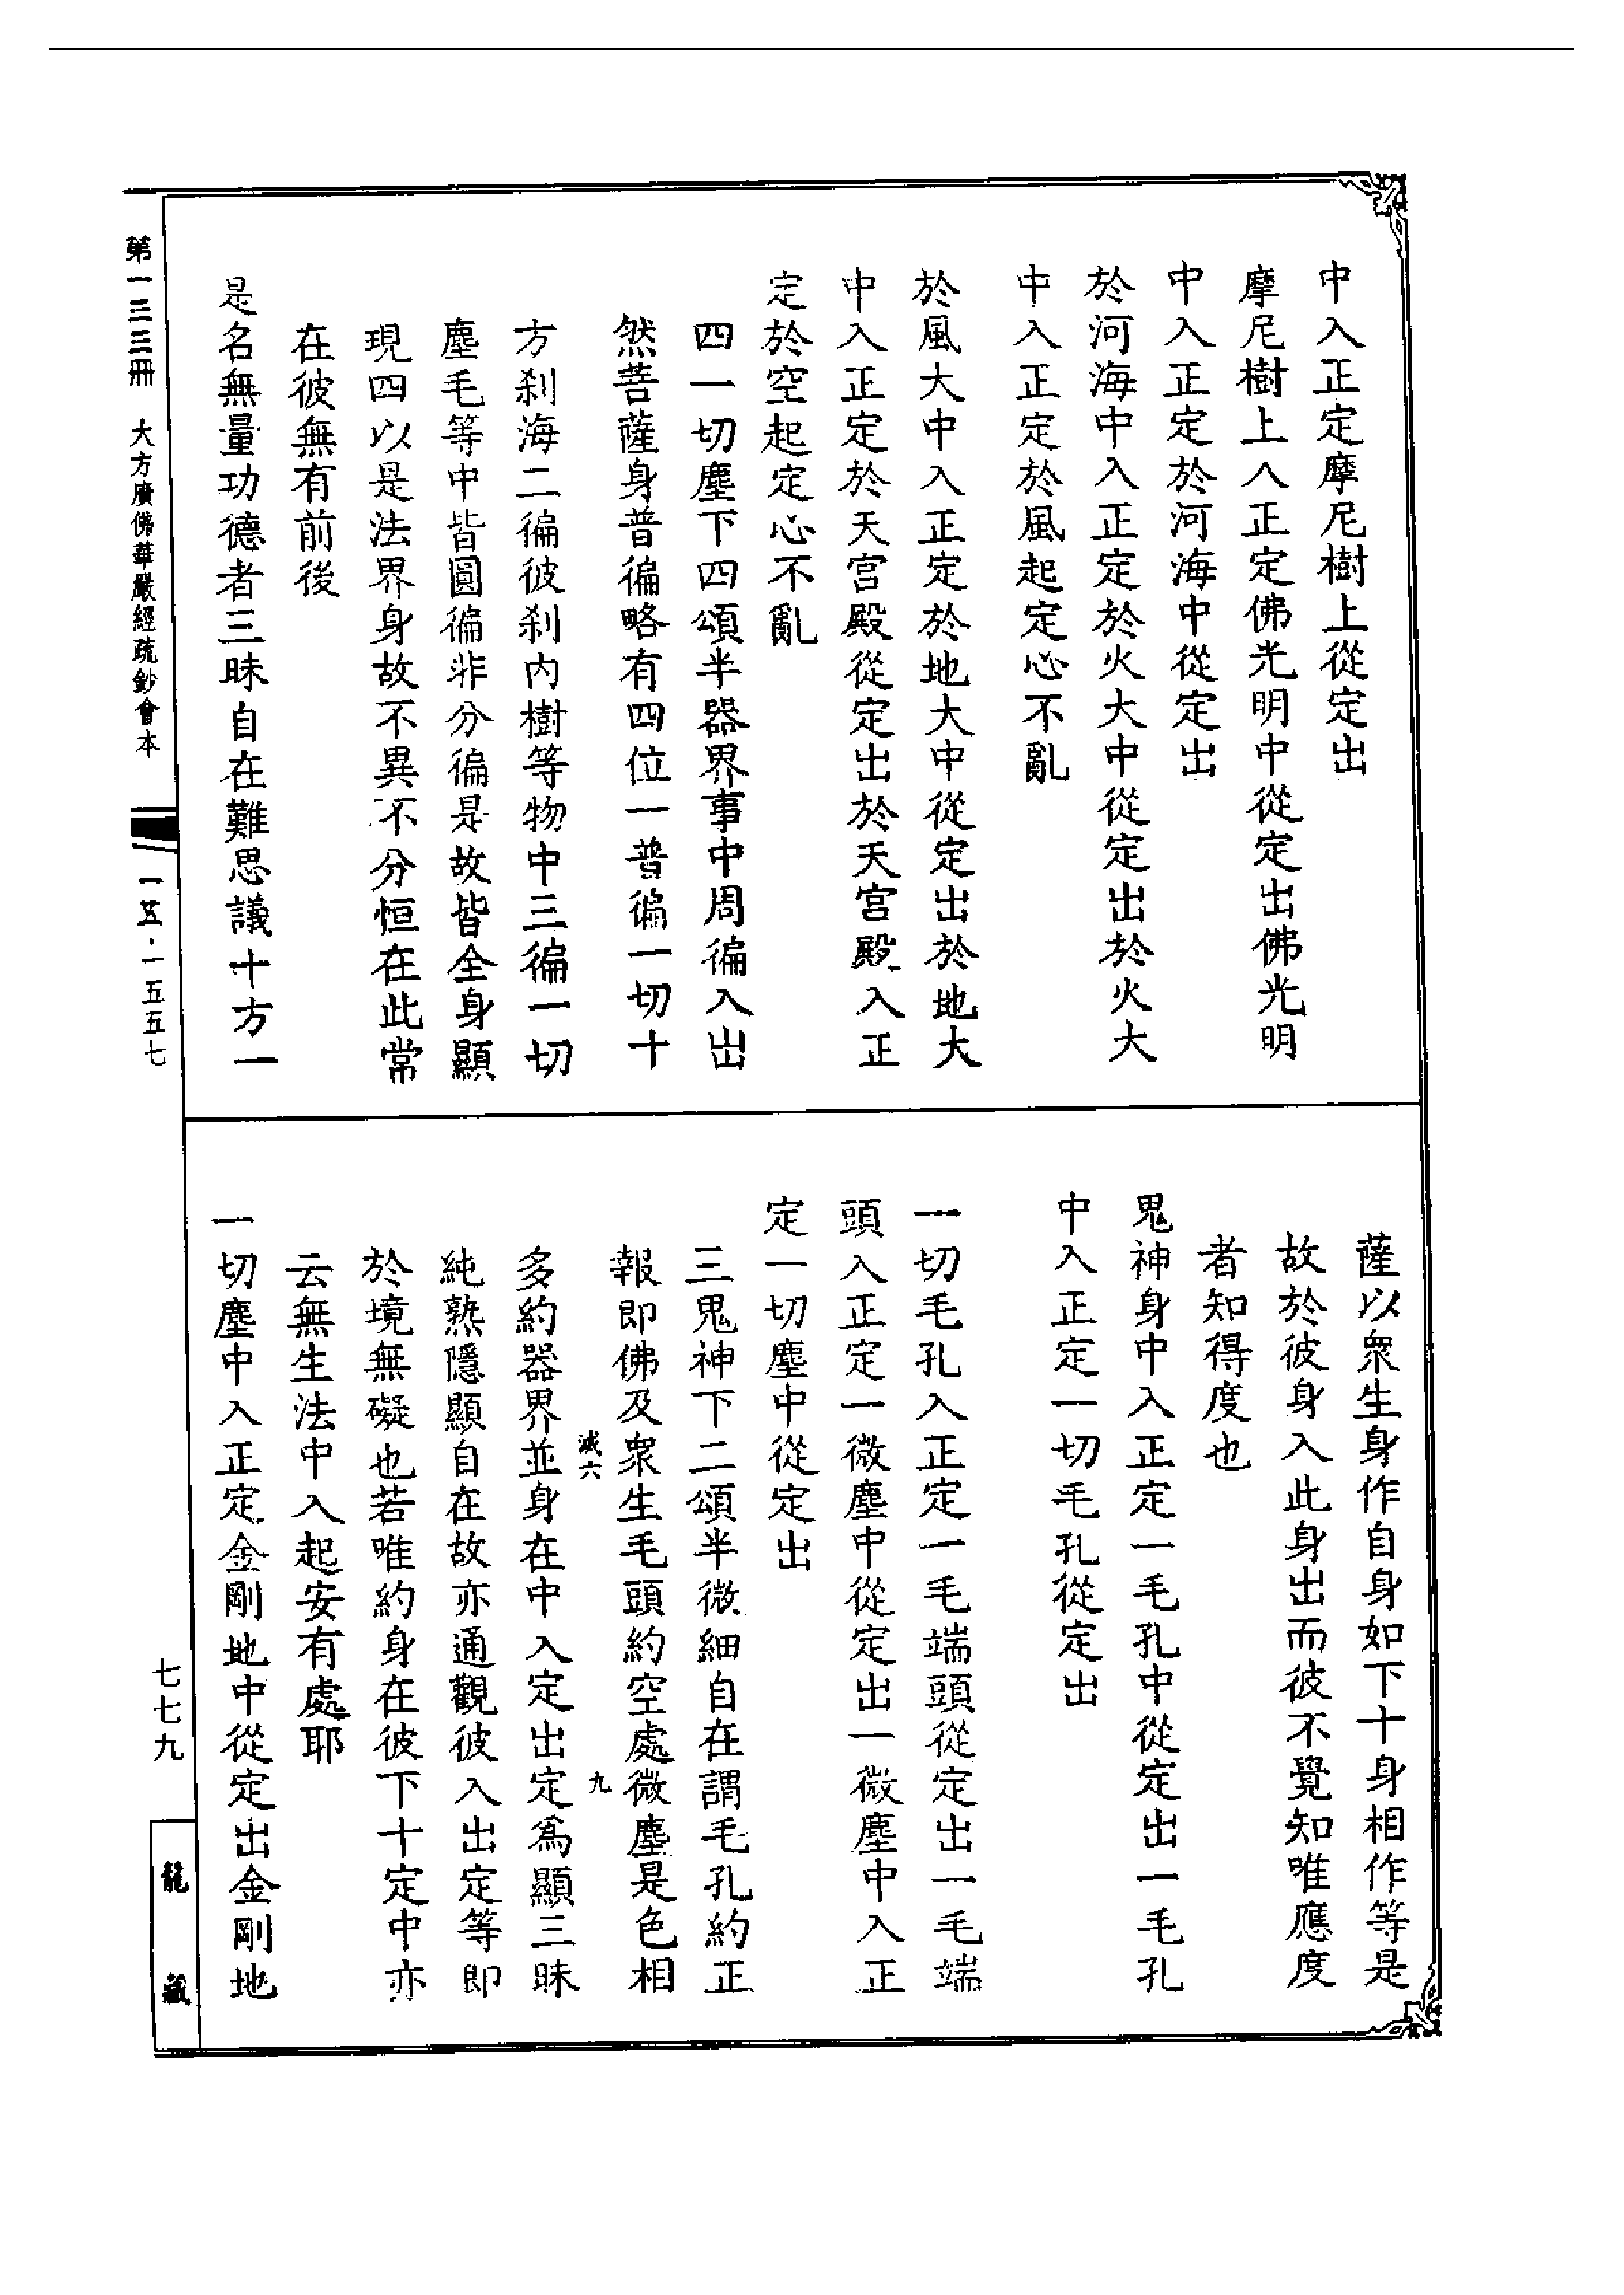 中入正定摩尼樹上從定出
摩尼樹上入正定佛光明中從定出佛光明
中入正定於河海中從定出
於河海中入正定於火大中從定出於火大
中入正定於風起定心不亂
於風大中入正定於地大中從定出於地大
中入正定於天宮殿從定出於天宮殿入正
定於空起定心不亂
四一切塵下四頌半器界事中周徧入出
然菩薩身普徧略有四位一普徧一切十
方刹海二徧彼刹內樹等物中三徧一切
塵毛等中皆圓徧非分徧是故皆全身顯
現四以是法界身故不異不分恒在此常
在彼無有前後
是名無量功德者三昧自在難思議十方一
薩以衆生身作自身如下十身相作等是
故於彼身入此身出而彼不覺知唯應度
者知得度也
鬼神身中入正定一毛孔中從定出一毛孔
中入正定一切毛孔從定出
一切毛孔入正定一毛端頭從定出一毛端
頭入正定一微塵中從定出一微塵中入正
定一切塵中從定出
三鬼神下二頌半微細自在謂毛孔約正
報即佛及衆生毛頭約空處微塵是色相
滅六 九
多約器界並身在中入定出定爲顯三昧
純熟隱顯自在故亦通觀彼入出定等即
於境無礙也若唯約身在彼下十定中亦
云無生法中入起安有處耶
一切塵中入正定金剛地中從定出金剛地
第一三三冊 大方廣佛華嚴經疏鈔會本
一五·一五五七
七七九
龍藏